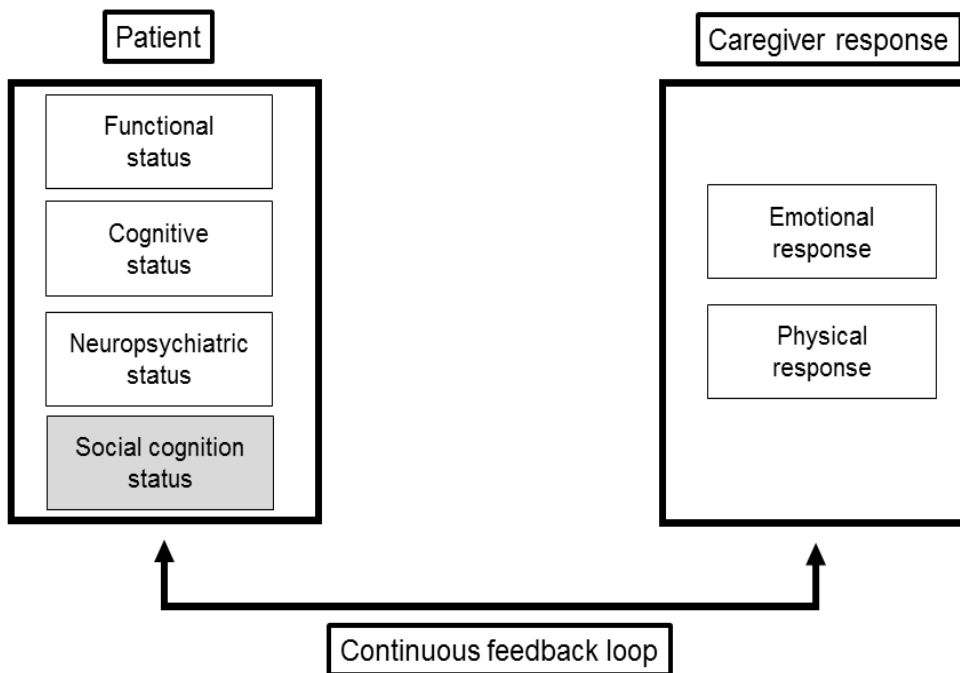 Patient
Functional
status
Cognitive
status
Neuropsychiatric
status
Social cognition
status
Caregiver response
Emotional
response
Physical
response
Continuous feedback loop